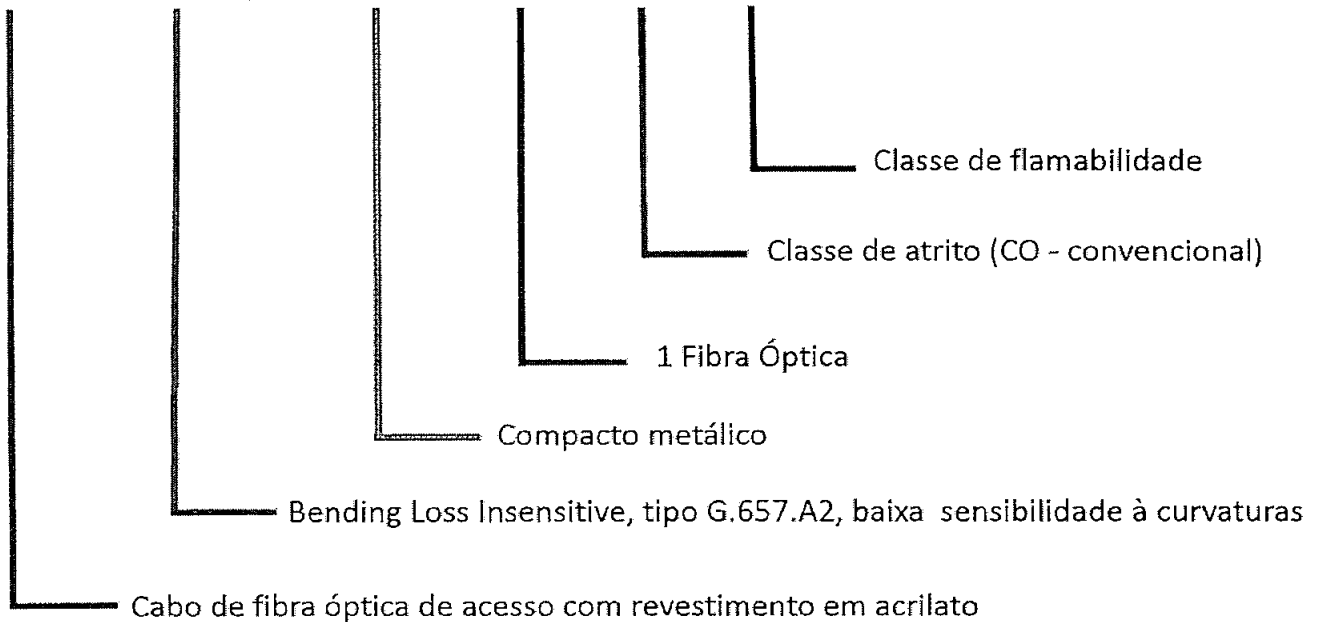 Classe de flamabilidade
Classe de atrito (CO - convencional)
1 Fibra Óptica
Compacto metálico
Bending Loss Insensitive, tipo G.657.A2, baixa sensibilidade à curvaturas
Cabo de fibra óptica de acesso com revestimento em acrilato